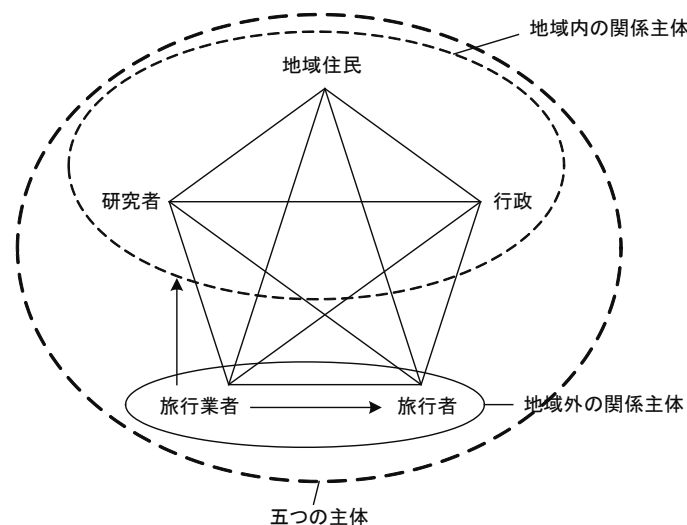 地域内の関係主体
地域住民
研究者
行政
旅行業者
旅行者
地域外の関係主体
五つの主体